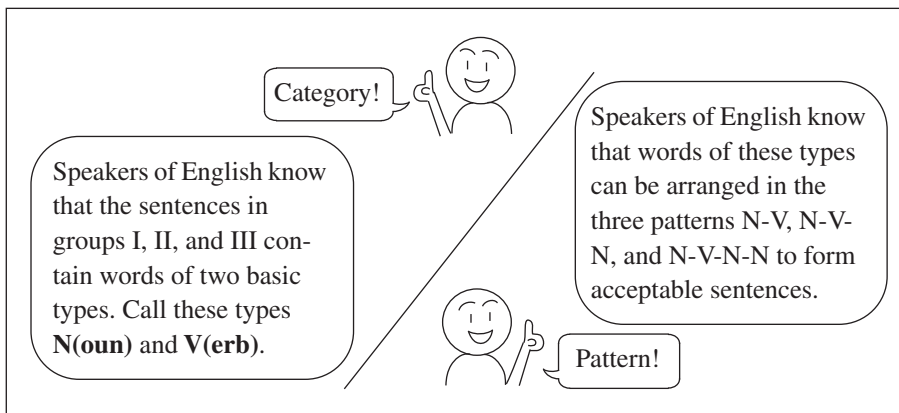 Category!
Speakers of English know
that the sentences in
groups I, II, and III con-
tain words of two basic
types. Call these types
N(oun) and V(erb).
Speakers of English know
that words of these types
can be arranged in the
three patterns N-V, N-V-
N, and N-V-N-N to form
acceptable sentences.
Pattern!